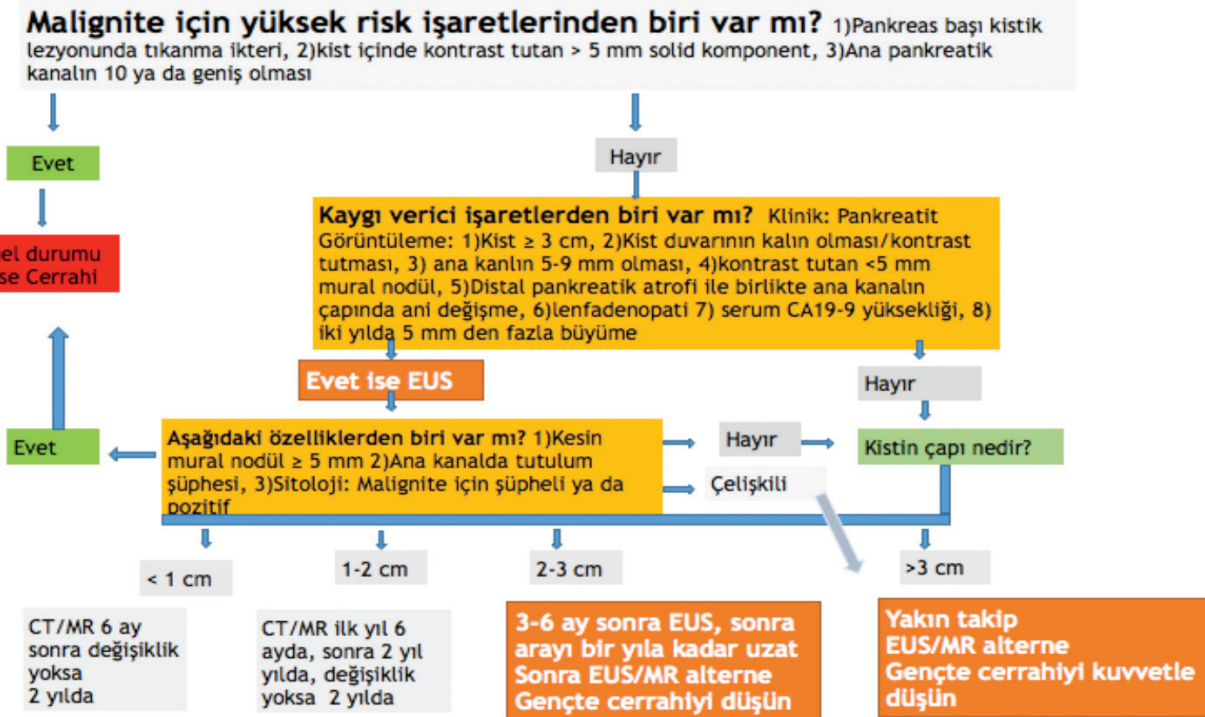 Malignite için yüksek risk işaretlerinden biri var mı? 1)Pankreas başı kistik
lezyonunda tıkanma ikteri, 2)kist içinde kontrast tutan > 5 mm solid komponent, 3)Ana pankreatik
kanalın 10 ya da geniş olması
Evet
Hayır
el durumu
se Cerrahi
Kaygı verici işaretlerden biri var mı? Klinik: Pankreatit
Görüntüleme: 1)Kist ≥ 3 cm, 2)Kist duvarının kalın olması/kontrast
tutması, 3) ana kanlın 5-9 mm olması, 4)kontrast tutan <5 mm
mural nodül, 5)Distal pankreatik atrofi ile birlikte ana kanalın
çapında ani değişme, 6)lenfadenopati 7) serum CA19-9 yüksekliği, 8)
iki yılda 5 mm den fazla büyüme
Evet ise EUS
Hayır
Evet
Aşağıdaki özelliklerden biri var mı? 1)Kesin
mural nodül ≥ 5 mm 2)Ana kanalda tutulum
şüphesi, 3)Sitoloji: Malignite için şüpheli ya da
pozitif
Hayır
Çelişkili
Kistin çapı nedir?
< 1 cm
1-2 cm
2-3 cm
>3 cm
CT/MR 6 ay
sonra değişiklik
yoksa
2 yılda
CT/MR ilk yıl 6
ayda, sonra 2 yıl
yılda, değişiklik
yoksa 2 yılda
3-6 ay sonra EUS, sonra
arayı bir yıla kadar uzat
Sonra EUS/MR alterne
Gençte cerrahiyi düşün
Yakın takip
EUS/MR alterne
Gençte cerrahiyi kuvvetle
düşün